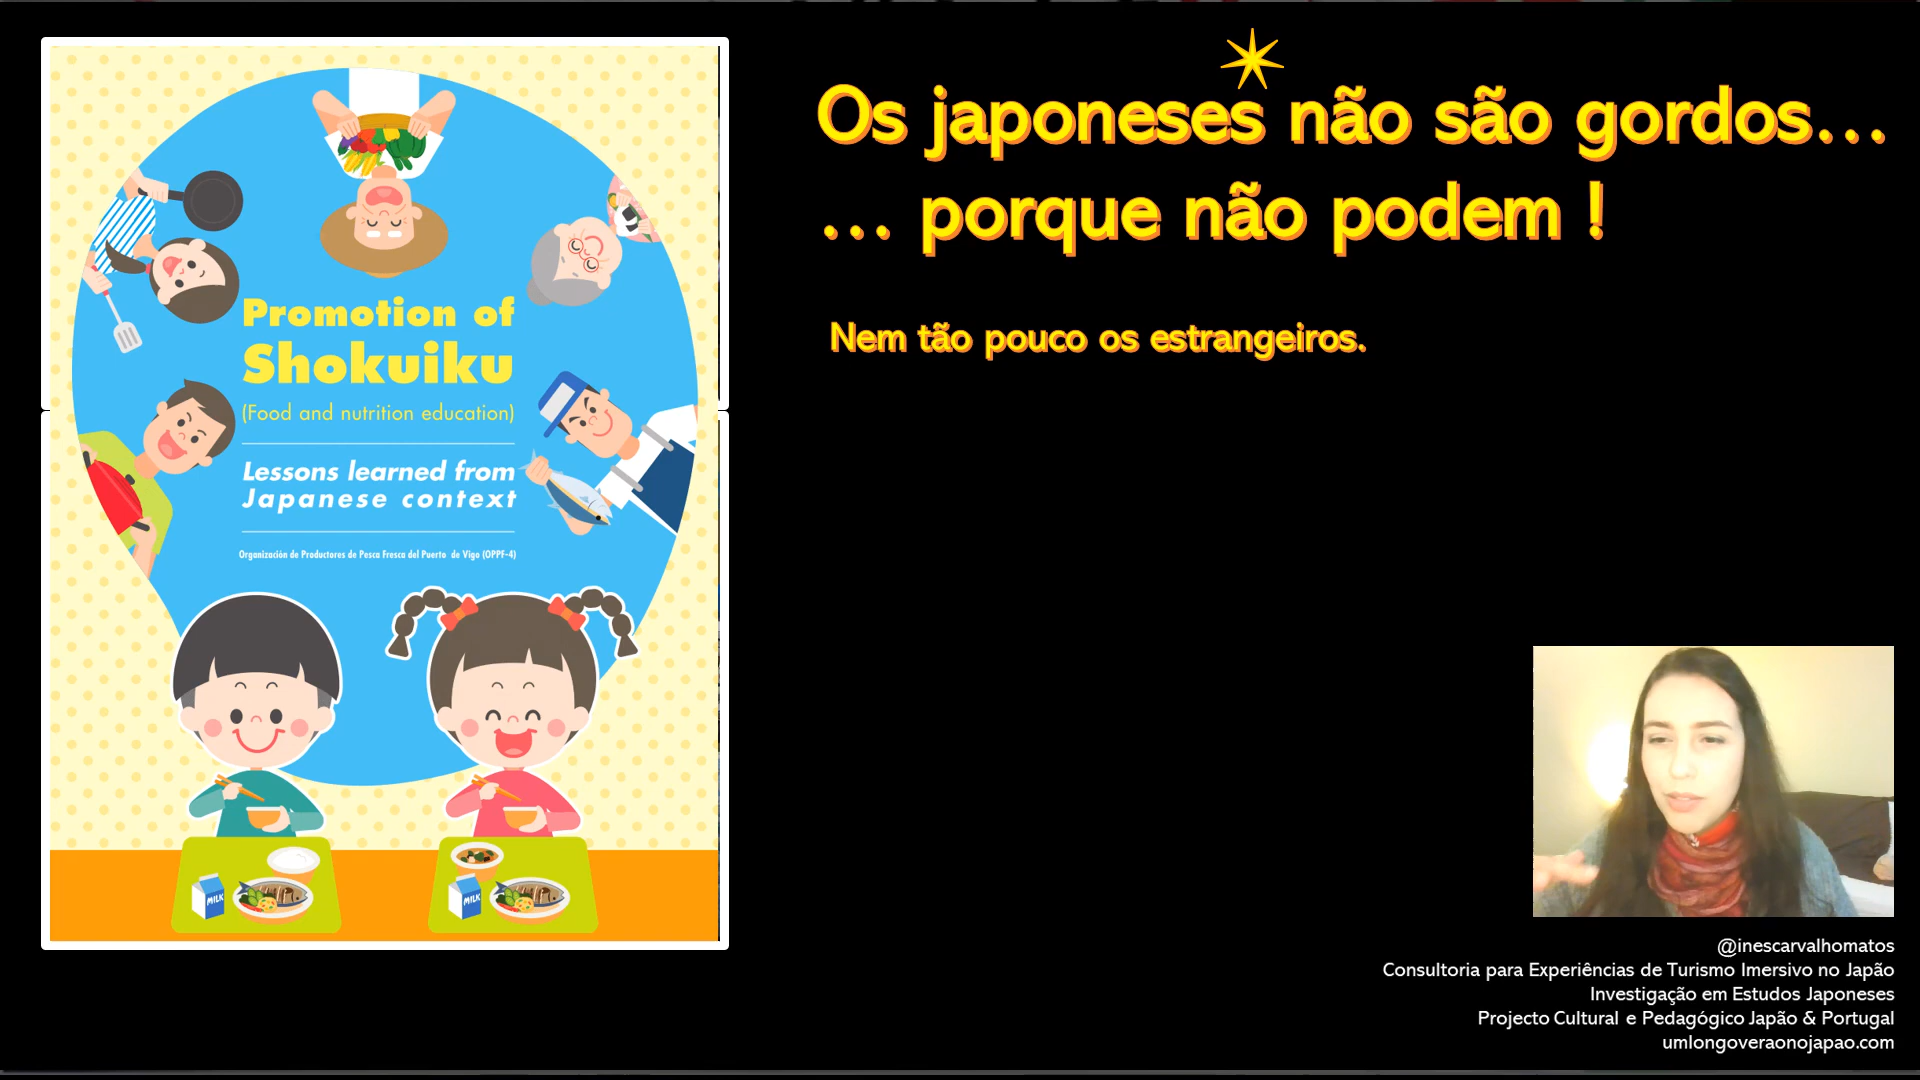 Os japoneses não são gordos...
... porque não podem !
Nem tão pouco os estrangeiros.
Promotion of
Shokuiku
(Food and nutrition education)
Lessons learned from
Japanese context
Organización de Productores de Pesca Fresca del Puerto de Vigo (OPPF-4)
MILK
MILK
@inescarvalhomatos
Consultoria para Experiências de Turismo Imersivo no Japão
Investigação em Estudos Japoneses
Projecto Cultural e Pedagógico Japão & Portugal
umlongoveraonojapao.com